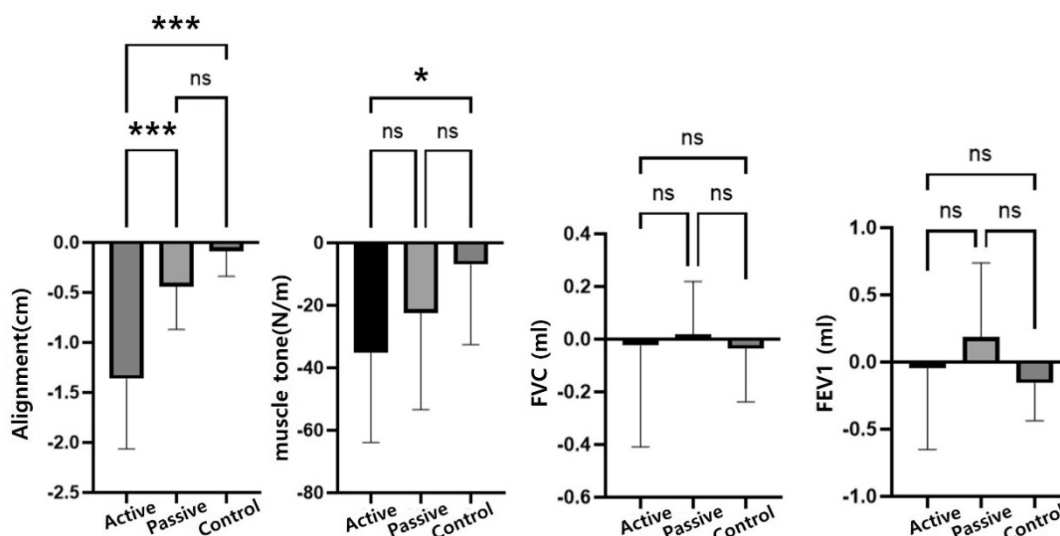 ***
ns
***
Alignment(cm)
0.0
-0.5
-1.0
-1.5
-2.0
-2.5
Active
Passive
Control
*
ns
ns
muscle tone(N/m)
0
-20
-40
-60
-80
Active
Passive
Control
ns
ns
ns
FVC (ml)
0.4
0.2
0.0
-0.2
-0.4
-0.6
Active
Passive
Control
ns
ns
ns
FEV1 (ml)
1.0
0.5
0.0
-0.5
-1.0
Active
Passive
Control